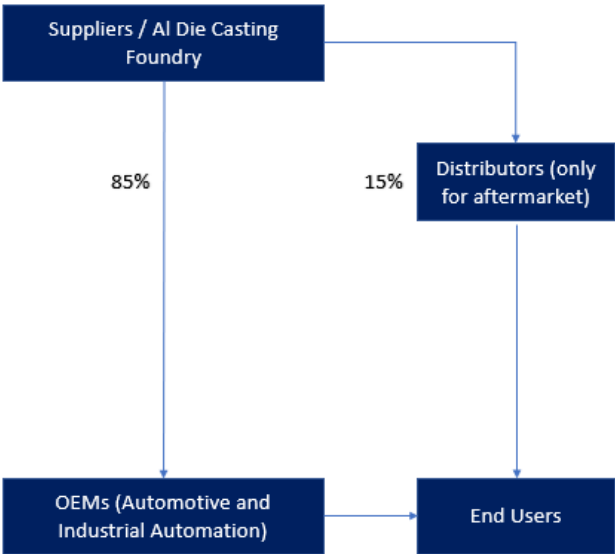 Suppliers / Al Die Casting
Foundry
85%
15%
Distributors (only
for aftermarket)
OEMs (Automotive and
Industrial Automation)
End Users